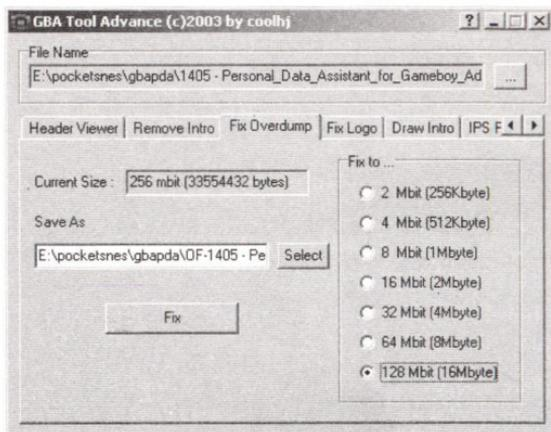 GBA Tool Advance (c)2003 by coolhj
File Name
E:\pocketsnes\gbapda\1405 - Personal_Data_Assistant_for_Gameboy_Ad
...
Header Viewer Remove Intro Fix Overdump Fix Logo Draw Intro IPS F
Current Size : 256 mbit (33554432 bytes)
Save As
E:\pocketsnes\gbapda\OF-1405 - Pe Select
Fix
Fix to ...
2 Mbit (256Kbyte)
4 Mbit (512Kbyte)
8 Mbit (1Mbyte)
16 Mbit (2Mbyte)
32 Mbit (4Mbyte)
64 Mbit (8Mbyte)
128 Mbit (16Mbyte)